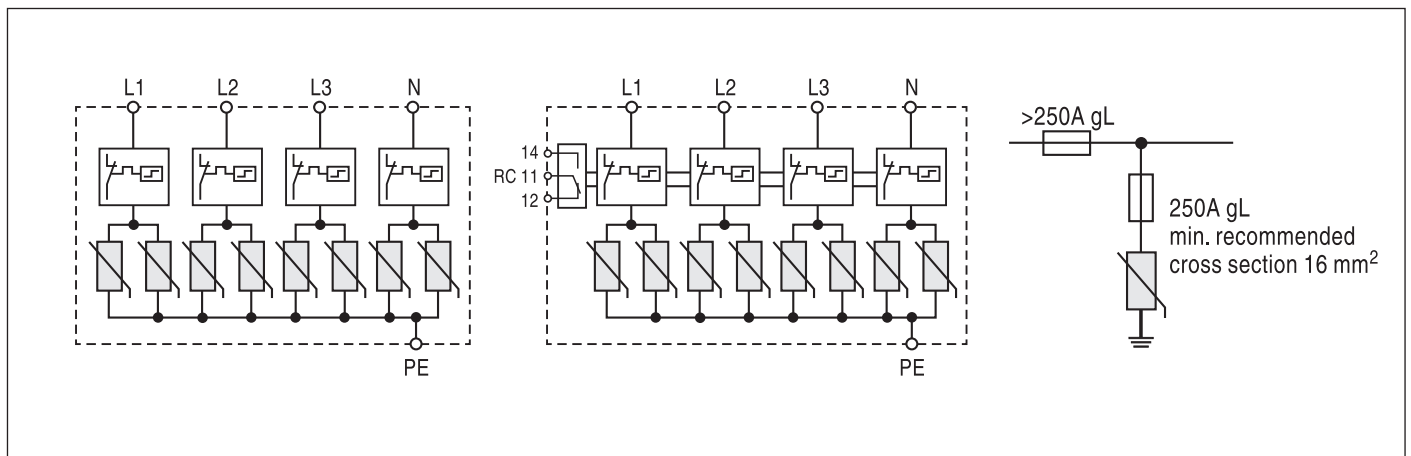 L1 L2 L3 N
PE
L1 L2 L3 N
14
RC 11
12
PE
>250A gL
250A gL
min. recommended
cross section 16 mm²